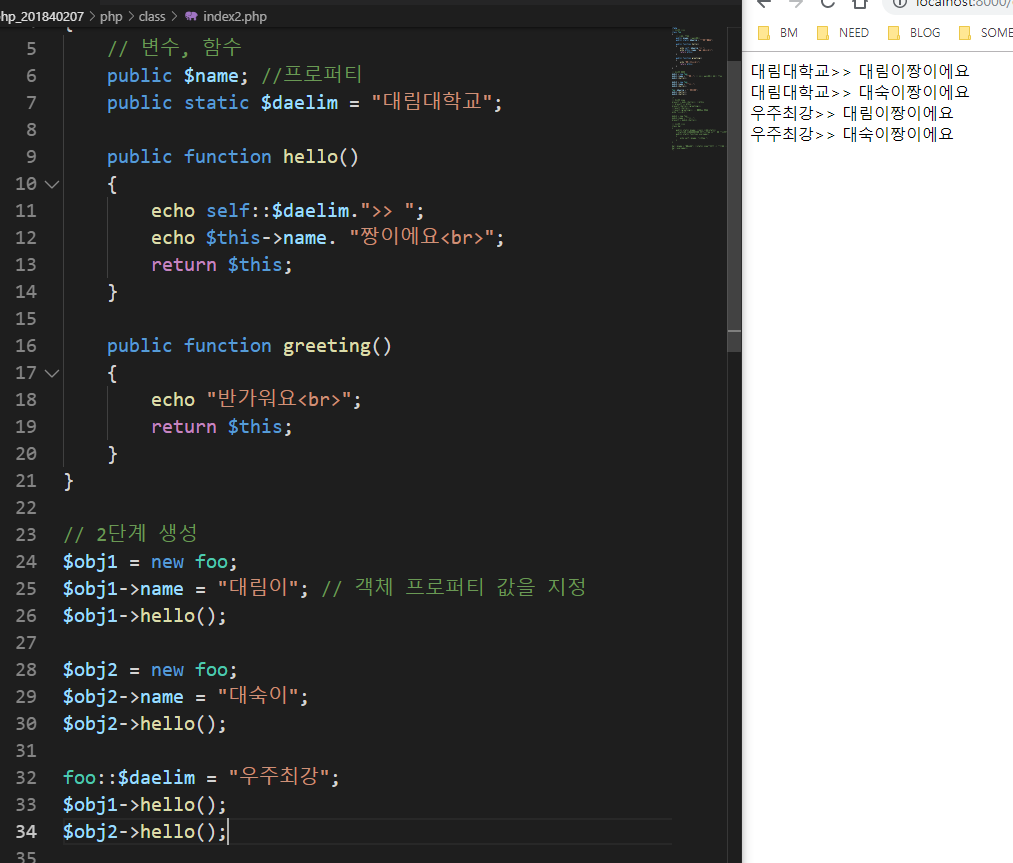 hp_201840207 > php > class > index2.php
{
5 // 변수, 함수
6 public $name; //프로퍼티
7 public static $daelim = "대림대학교";
8
9 public function hello()
10 {
11 echo self::$daelim.">> ";
12 echo $this->name. "짱이에요<br>";
13 return $this;
14 }
15
16 public function greeting()
17 {
18 echo "반가워요<br>";
19 return $this;
20 }
21 }
22
23 // 2단계 생성
24 $obj1 = new foo;
25 $obj1->name = "대림이"; // 객체 프로퍼티 값을 지정
26 $obj1->hello();
27
28 $obj2 = new foo;
29 $obj2->name = "대숙이";
30 $obj2->hello();
31
32 foo::$daelim = "우주최강";
33 $obj1->hello();
34 $obj2->hello();
35
localhost:8000/
BM NEED BLOG SOME
대림대학교>> 대림이짱이에요
대림대학교>> 대숙이짱이에요
우주최강>> 대림이짱이에요
우주최강>> 대숙이짱이에요